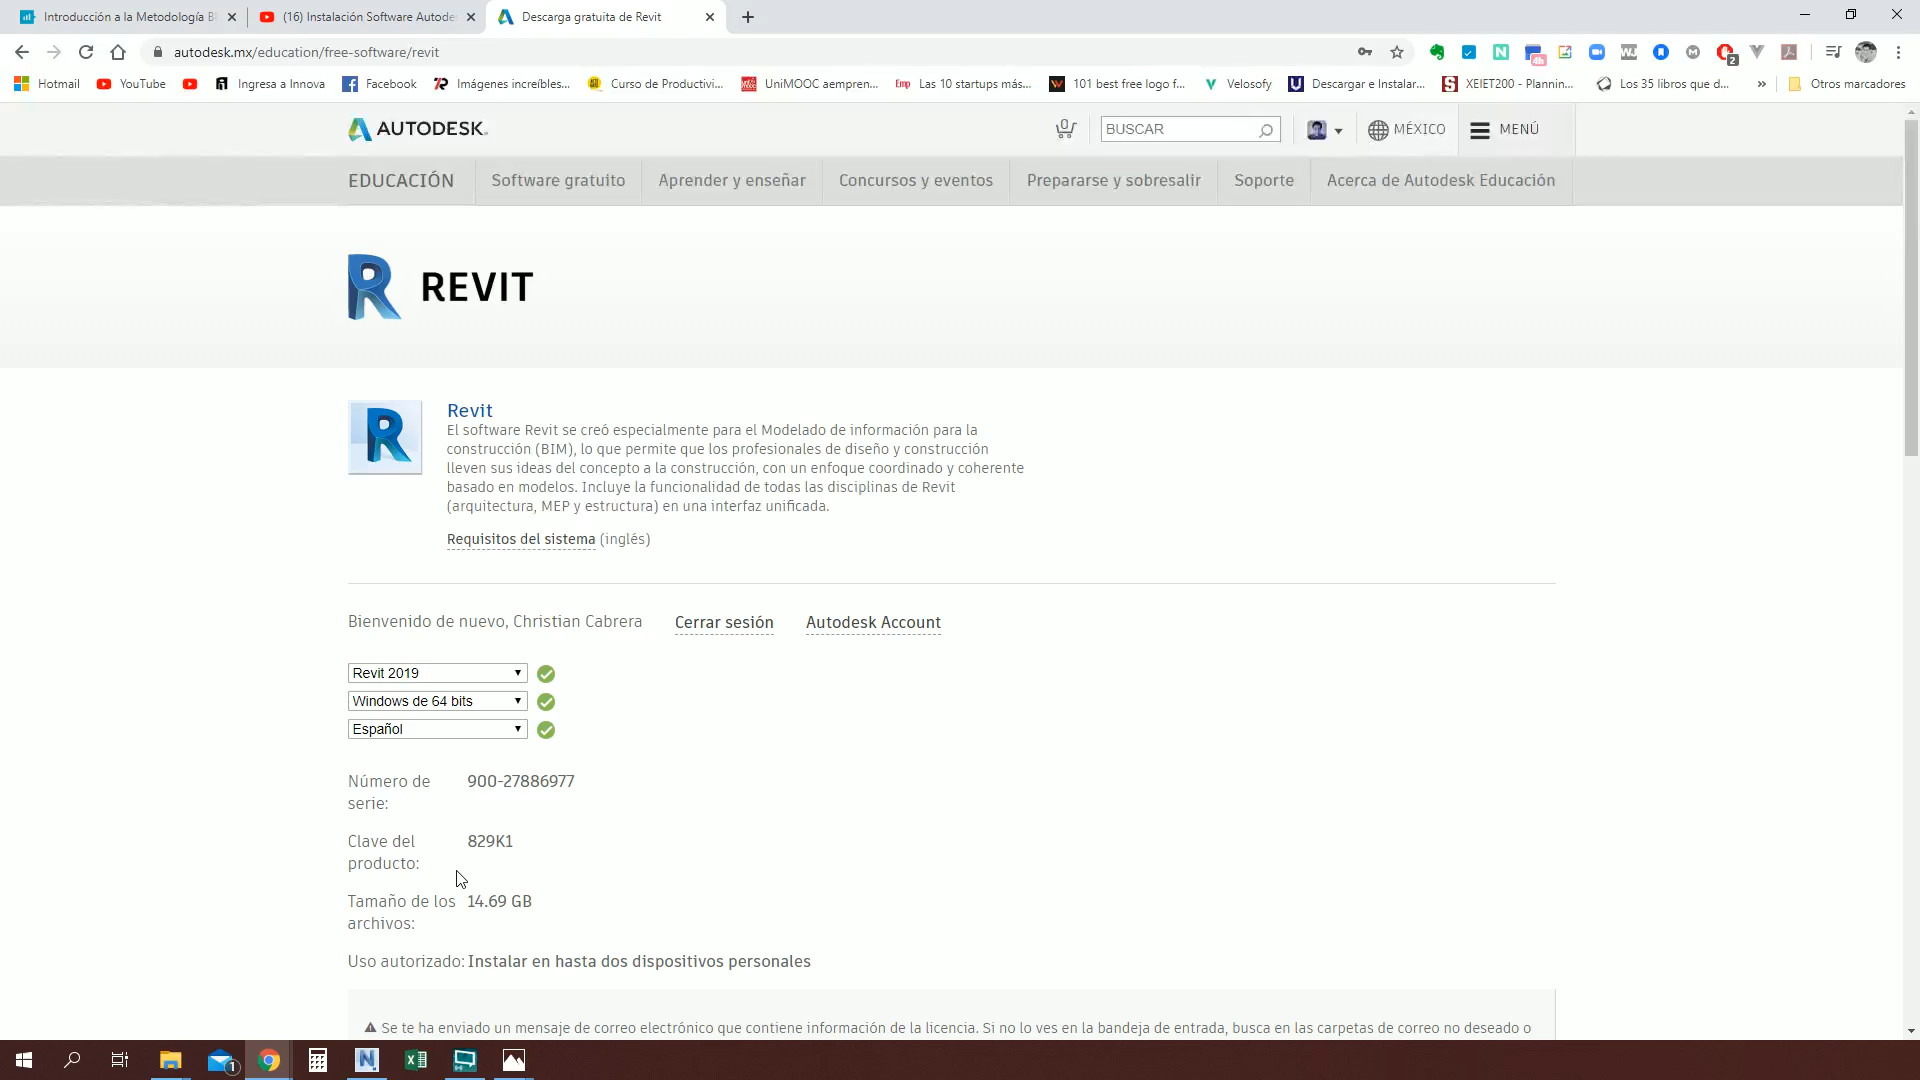 Introducción a la Metodología B
(16) Instalación Software Autodes
Descarga gratuita de Revit
autodesk.mx/education/free-software/revit
4h
2
Hotmail
YouTube
Ingresa a Innova
Facebook
Imágenes increíbles...
Curso de Productivi...
UniMOOC aempren...
Emp
Las 10 startups más...
101 best free logo f...
Velosofy
Descargar e Instalar...
XEIET200 - Plannin...
Los 35 libros que d...
»
Otros marcadores
AUTODESK.
0
BUSCAR
MÉXICO
MENÚ
EDUCACIÓN
Software gratuito
Aprender y enseñar
Concursos y eventos
Prepararse y sobresalir
Soporte
Acerca de Autodesk Educación
REVIT
Revit
El software Revit se creó especialmente para el Modelado de información para la
construcción (BIM), lo que permite que los profesionales de diseño y construcción
lleven sus ideas del concepto a la construcción, con un enfoque coordinado y coherente
basado en modelos. Incluye la funcionalidad de todas las disciplinas de Revit
(arquitectura, MEP y estructura) en una interfaz unificada.
Requisitos del sistema (inglés)
Bienvenido de nuevo, Christian Cabrera
Cerrar sesión
Autodesk Account
Revit 2019
Windows de 64 bits
Español
Número de 900-27886977
serie:
Clave del 829K1
producto:
Tamaño de los 14.69 GB
archivos:
Uso autorizado: Instalar en hasta dos dispositivos personales
Se te ha enviado un mensaje de correo electrónico que contiene información de la licencia. Si no lo ves en la bandeja de entrada, busca en las carpetas de correo no deseado o
1